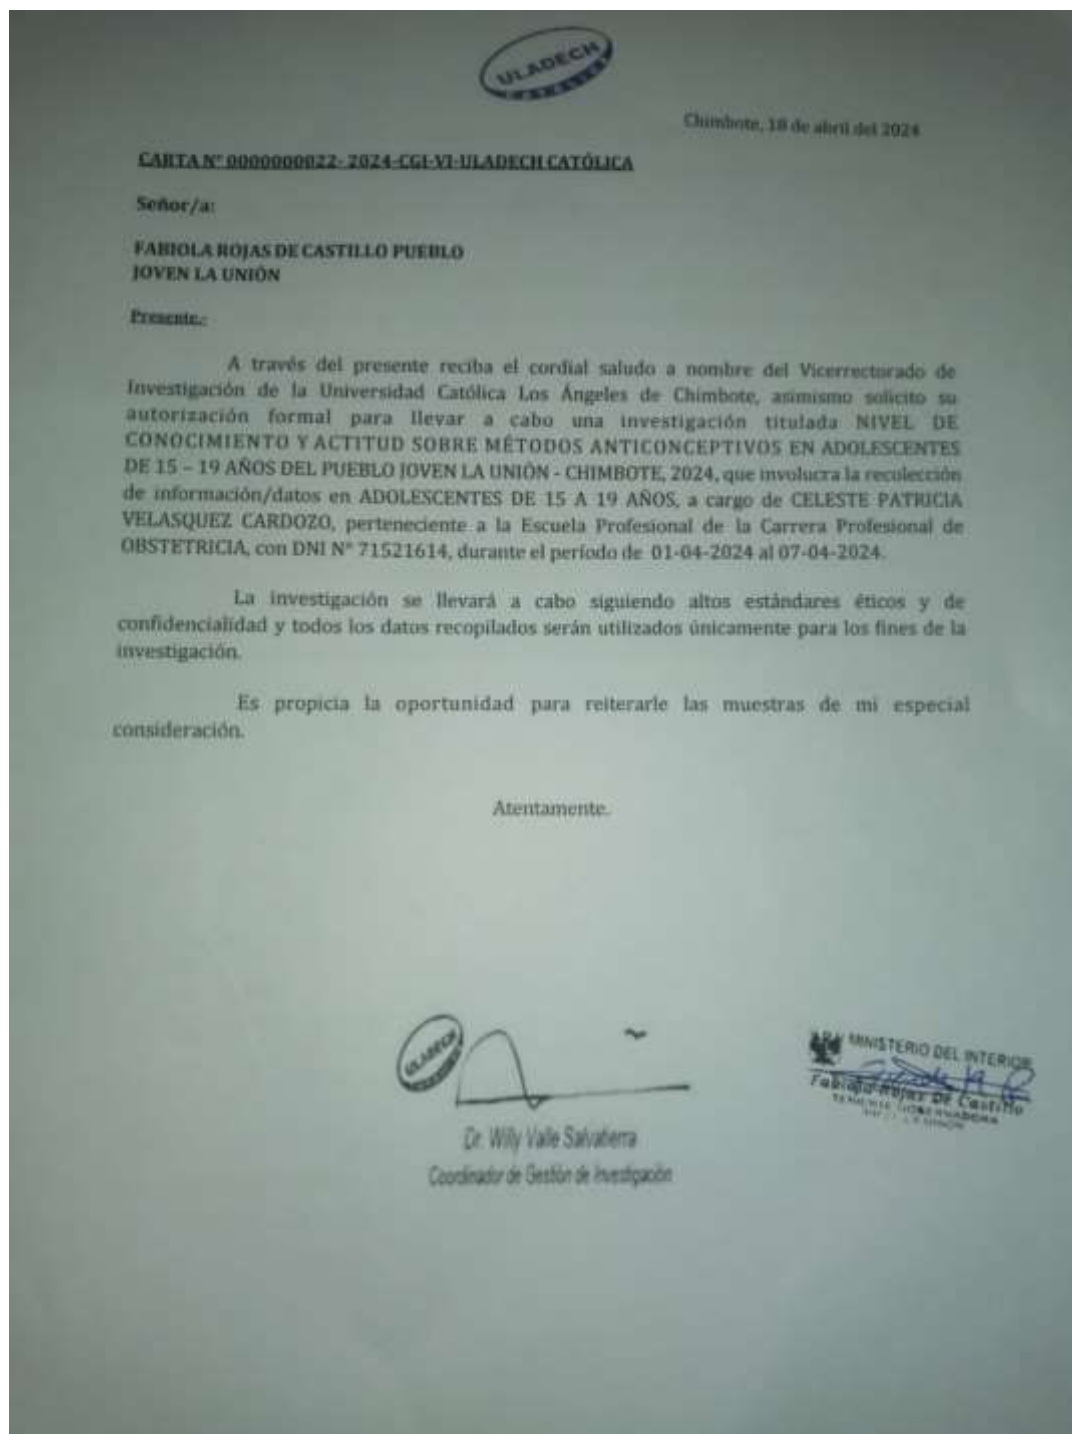 ULADECH
CATÓLICA
Chimbote, 18 de abril del 2024
CARTA N° 0000000022- 2024-CGI-VI-ULADECH CATÓLICA
Señor/a:
FABIOLA ROJAS DE CASTILLO PUEBLO
JOVEN LA UNIÓN
Presente.-
A través del presente reciba el cordial saludo a nombre del Vicerrectorado de
Investigación de la Universidad Católica Los Ángeles de Chimbote, asimismo solicito su
autorización formal para llevar a cabo una investigación titulada NIVEL DE
CONOCIMIENTO Y ACTITUD SOBRE MÉTODOS ANTICONCEPTIVOS EN ADOLESCENTES
DE 15 – 19 AÑOS DEL PUEBLO JOVEN LA UNIÓN - CHIMBOTE, 2024, que involucra la recolección
de información/datos en ADOLESCENTES DE 15 A 19 AÑOS, a cargo de CELESTE PATRICIA
VELASQUEZ CARDOZO, perteneciente a la Escuela Profesional de la Carrera Profesional de
OBSTETRICIA, con DNI N° 71521614, durante el período de 01-04-2024 al 07-04-2024.
La investigación se llevará a cabo siguiendo altos estándares éticos y de
confidencialidad y todos los datos recopilados serán utilizados únicamente para los fines de la
investigación.
Es propicia la oportunidad para reiterarle las muestras de mi especial
consideración.
Atentamente.
ULADECH
Dr. Willy Valle Salvatierra
Coordinador de Gestión de Investigación
MINISTERIO DEL INTERIOR
Fabiola Rojas De Castillo
TENIENTE GOBERNADORA
LA UNIÓN